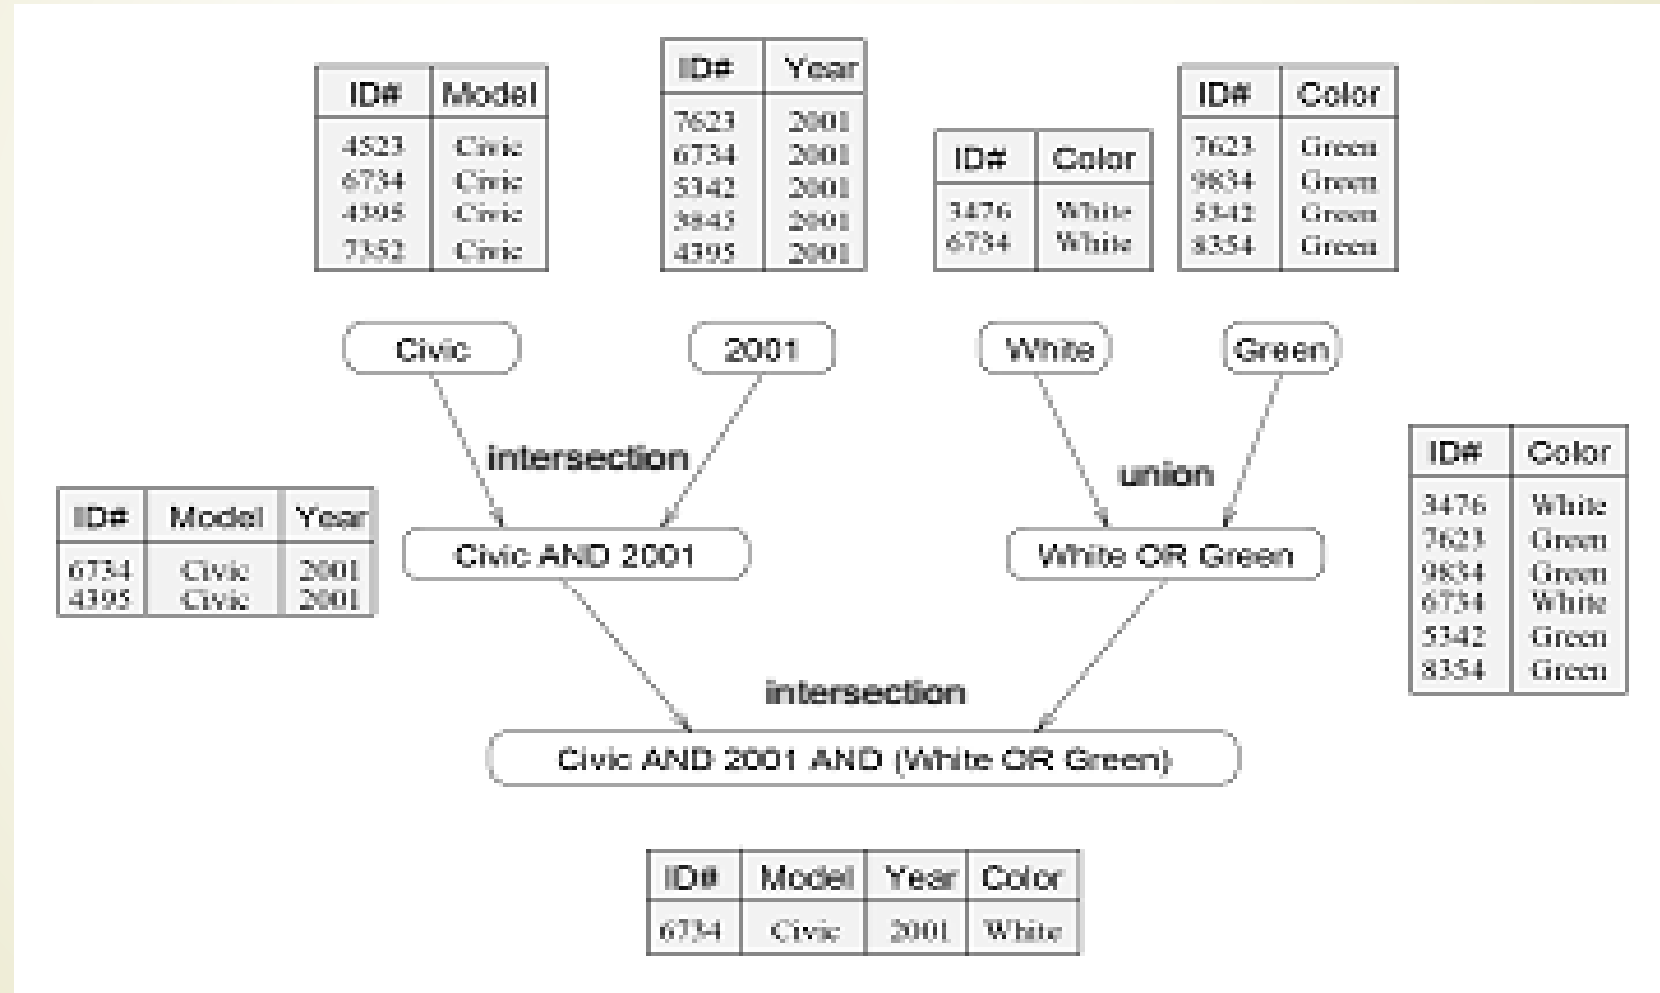 ID# Model
4523 Civic
6734 Civic
4395 Civic
7352 Civic
ID# Year
7623 2001
6734 2001
5342 2001
3845 2001
4395 2001
ID# Color
3476 White
6734 White
ID# Color
7623 Green
9834 Green
5342 Green
8354 Green
Civic
2001
White
Green
intersection
union
ID# Model Year
6734 Civic 2001
4395 Civic 2001
Civic AND 2001
White OR Green
ID# Color
3476 White
7623 Green
9834 Green
6734 White
5342 Green
8354 Green
intersection
Civic AND 2001 AND (White OR Green)
ID# Model Year Color
6734 Civic 2001 White